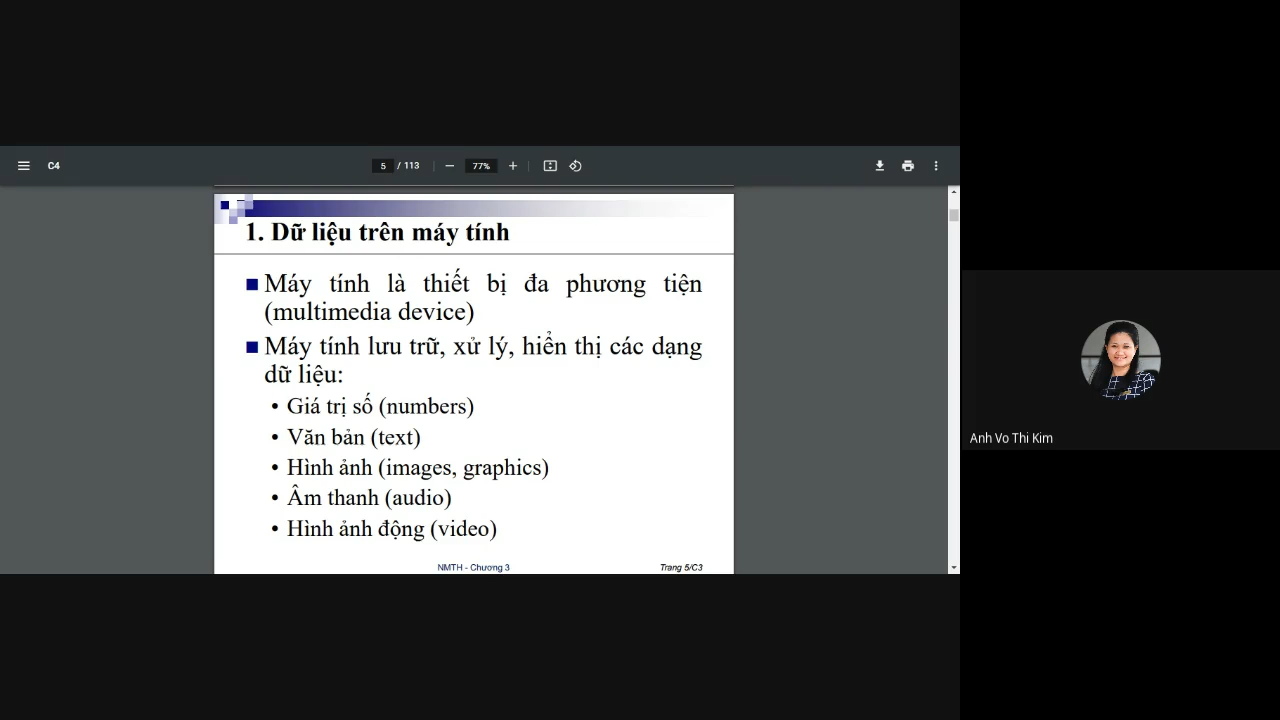 C4
5 / 113
77%
1. Dữ liệu trên máy tính
Máy tính là thiết bị đa phương tiện
(multimedia device)
Máy tính lưu trữ, xử lý, hiển thị các dạng
dữ liệu:
• Giá trị số (numbers)
• Văn bản (text)
• Hình ảnh (images, graphics)
• Âm thanh (audio)
• Hình ảnh động (video)
NMTH - Chương 3
Trang 5/C3
Anh Vo Thi Kim